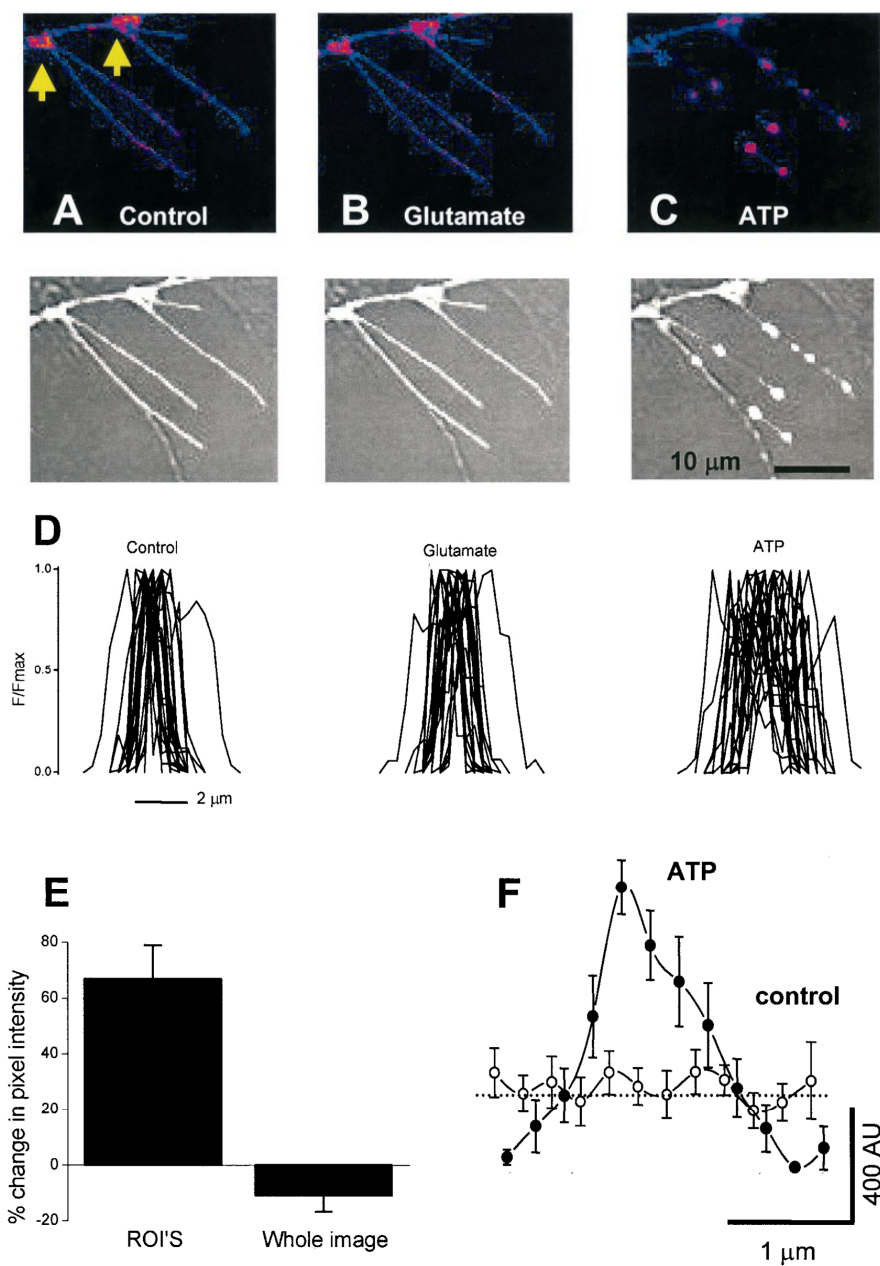 A Control
B Glutamate
C ATP
10 μm
D
Control
Glutamate
ATP
1.0
0.5
0.0
F/Fmax
2 μm
E
% change in pixel intensity
80
60
40
20
0
-20
ROI'S
Whole image
F
ATP
control
400 AU
1 μm